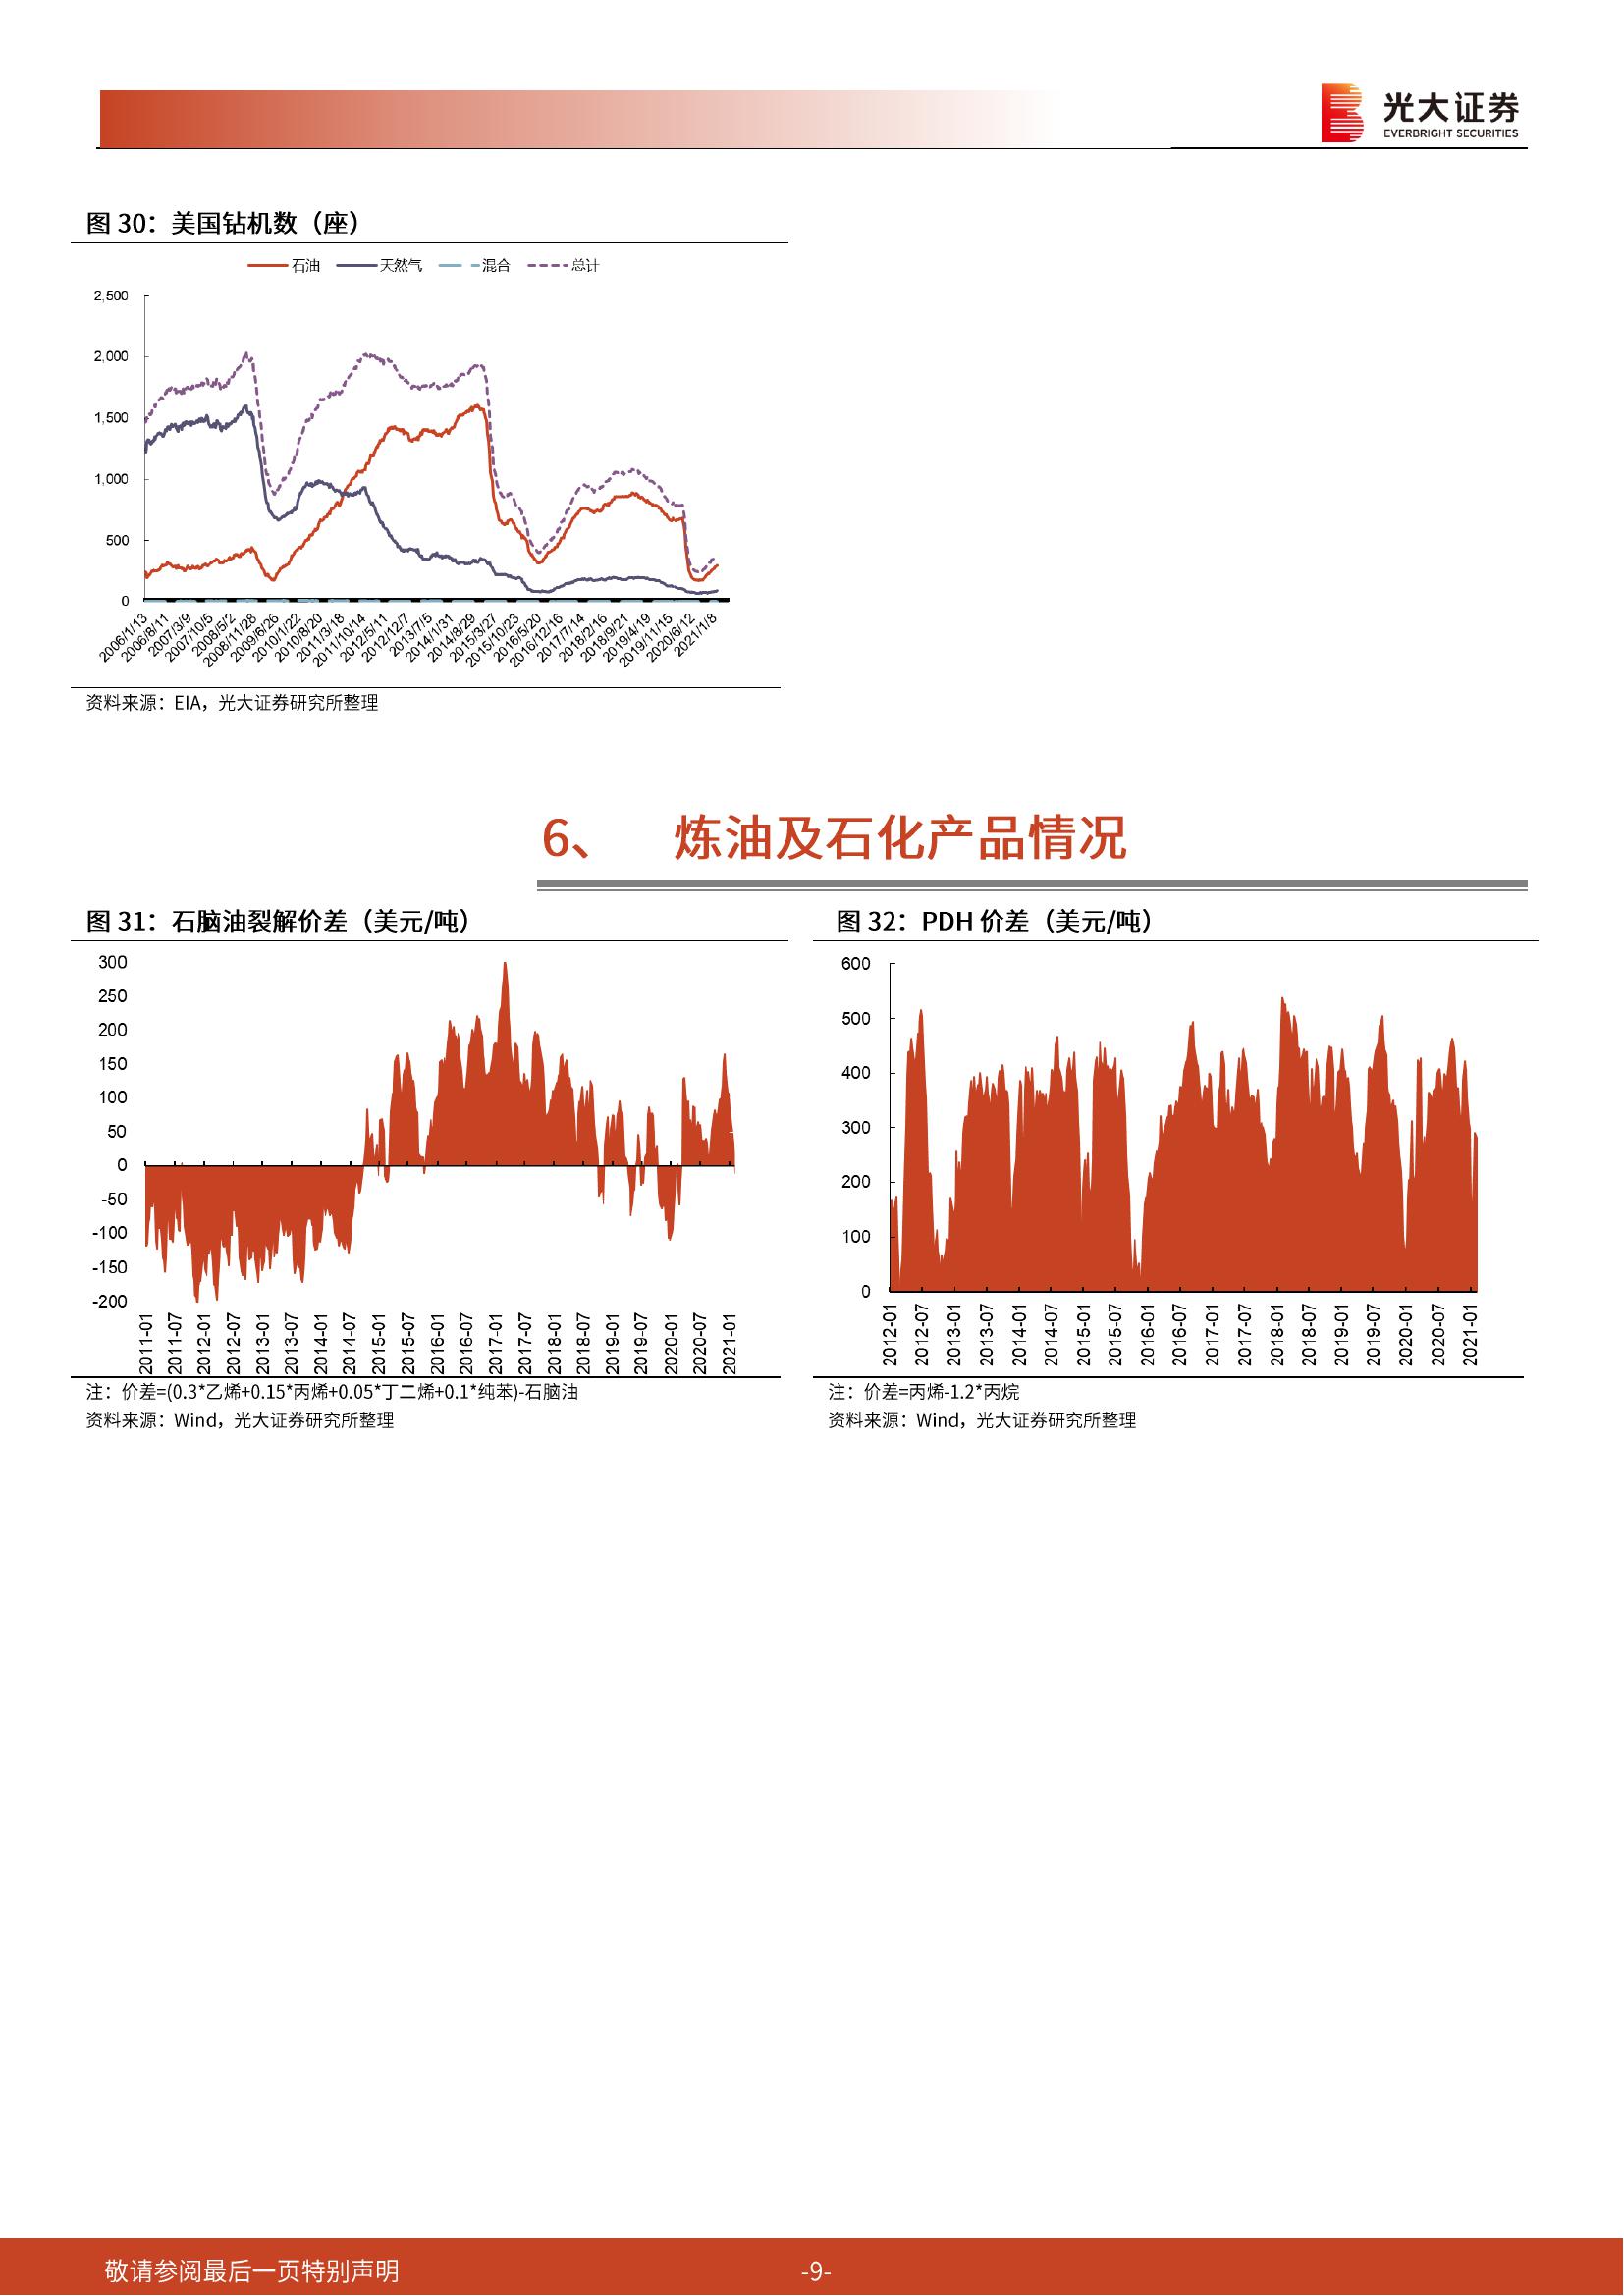 光大证券
EVERBRIGHT SECURITIES
图 30：美国钻机数（座）
石油 天然气 混合 总计
2,500
2,000
1,500
1,000
500
0
2006/1/13 2006/8/11 2007/3/9 2007/10/5 2008/5/2 2008/11/28 2009/6/26 2010/1/22 2010/8/20 2011/3/18 2011/10/14 2012/5/11 2012/12/7 2013/7/5 2014/1/31 2014/8/29 2015/3/27 2015/10/23 2016/5/20 2016/12/16 2017/7/14 2018/2/16 2018/9/21 2019/4/19 2019/11/15 2020/6/12 2021/1/8
资料来源：EIA，光大证券研究所整理
6、 炼油及石化产品情况
图 31：石脑油裂解价差（美元/吨）
300
250
200
150
100
50
0
-50
-100
-150
-200
2011-01 2011-07 2012-01 2012-07 2013-01 2013-07 2014-01 2014-07 2015-01 2015-07 2016-01 2016-07 2017-01 2017-07 2018-01 2018-07 2019-01 2019-07 2020-01 2020-07 2021-01
注：价差=(0.3*乙烯+0.15*丙烯+0.05*丁二烯+0.1*纯苯)-石脑油
资料来源：Wind，光大证券研究所整理
图 32：PDH 价差（美元/吨）
600
500
400
300
200
100
0
2012-01 2012-07 2013-01 2013-07 2014-01 2014-07 2015-01 2015-07 2016-01 2016-07 2017-01 2017-07 2018-01 2018-07 2019-01 2019-07 2020-01 2020-07 2021-01
注：价差=丙烯-1.2*丙烷
资料来源：Wind，光大证券研究所整理
敬请参阅最后一页特别声明
-9-